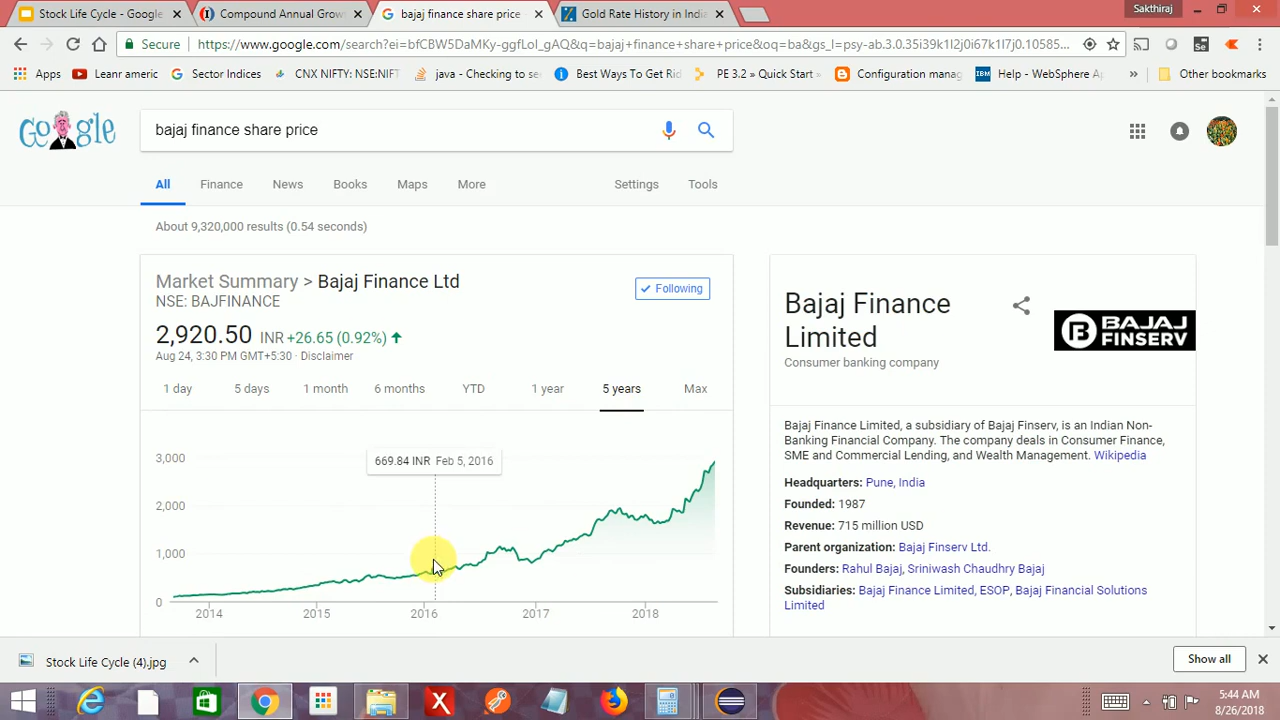 Stock Life Cycle - Google
Compound Annual Grow
bajaj finance share price
Gold Rate History in Indi
Sakthiraj
Secure
https://www.google.com/search?ei=bfCBW5DaMKy-ggfLoI_gAQ&q=bajaj+finance+share+price&oq=ba&gs_l=psy-ab.3.0.35i39k1l2j0i67k1l7j0.10585...
Apps
Learn americ
Sector Indices
CNX NIFTY: NSE:NIFT
java - Checking to se
Best Ways To Get Rid
E 3.2 » Quick Start
Configuration manag
Help - WebSphere Ap
Other bookmarks
bajaj finance share price
All
Finance
News
Books
Maps
More
Settings
Tools
About 9,320,000 results (0.54 seconds)
Market Summary > Bajaj Finance Ltd
NSE: BAJFINANCE
Following
2,920.50 INR +26.65 (0.92%)
Aug 24, 3:30 PM GMT+5:30 · Disclaimer
1 day
5 days
1 month
6 months
YTD
1 year
5 years
Max
669.84 INR Feb 5, 2016
3,000
2,000
1,000
0
2014
2015
2016
2017
2018
Bajaj Finance
Limited
Consumer banking company
BAJAJ
FINSERV
Bajaj Finance Limited, a subsidiary of Bajaj Finserv, is an Indian Non-
Banking Financial Company. The company deals in Consumer Finance,
SME and Commercial Lending, and Wealth Management. Wikipedia
Headquarters: Pune, India
Founded: 1987
Revenue: 715 million USD
Parent organization: Bajaj Finserv Ltd.
Founders: Rahul Bajaj, Sriniwash Chaudhry Bajaj
Subsidiaries: Bajaj Finance Limited, ESOP, Bajaj Financial Solutions
Limited
Stock Life Cycle (4).jpg
Show all
5:44 AM
8/26/2018